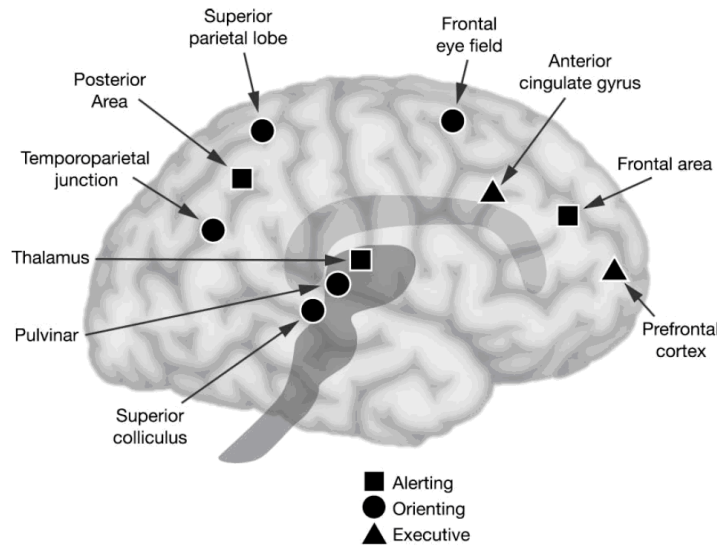 Superior
parietal lobe
Frontal
eye field
Anterior
cingulate gyrus
Posterior
Area
Temporoparietal
junction
Frontal area
Thalamus
Pulvinar
Prefrontal
cortex
Superior
colliculus
Alerting
Orienting
Executive